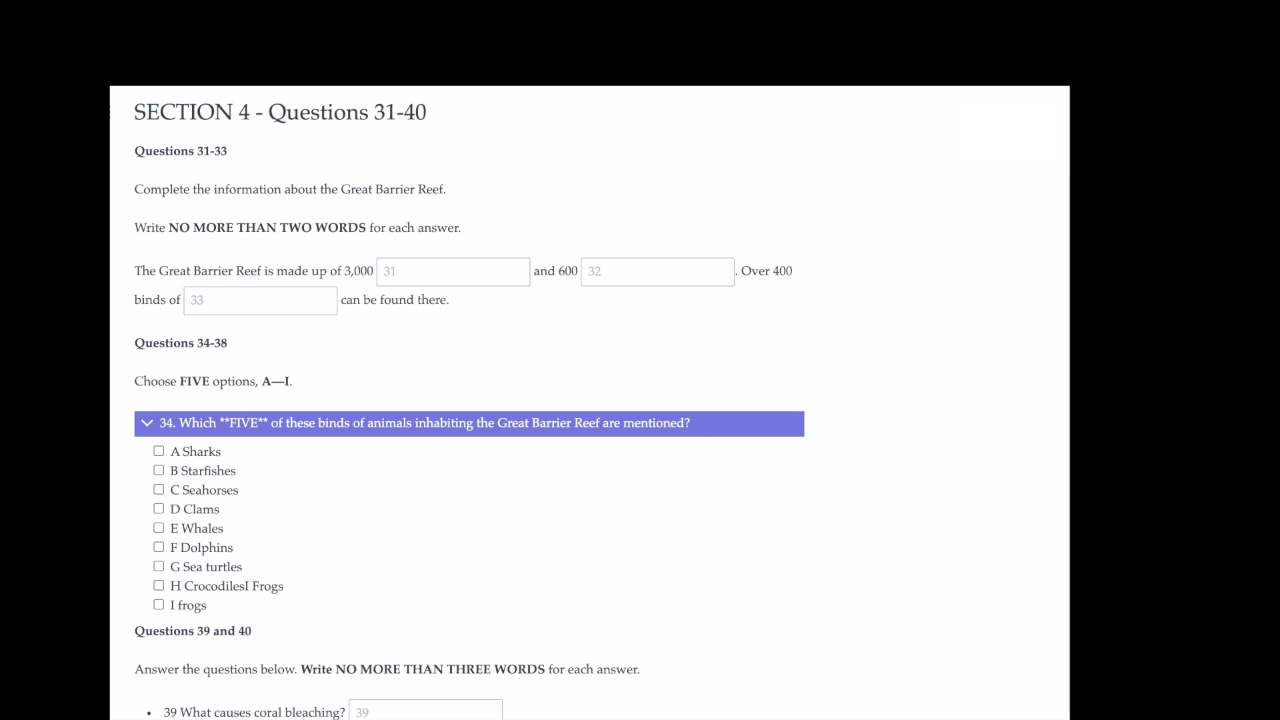 SECTION 4 - Questions 31-40
Questions 31-33
Complete the information about the Great Barrier Reef.
Write NO MORE THAN TWO WORDS for each answer.
The Great Barrier Reef is made up of 3,000 31 and 600 32 . Over 400
binds of 33 can be found there.
Questions 34-38
Choose FIVE options, A—I.
34. Which **FIVE** of these binds of animals inhabiting the Great Barrier Reef are mentioned?
A Sharks
B Starfishes
C Seahorses
D Clams
E Whales
F Dolphins
G Sea turtles
H CrocodilesI Frogs
I frogs
Questions 39 and 40
Answer the questions below. Write NO MORE THAN THREE WORDS for each answer.
• 39 What causes coral bleaching? 39